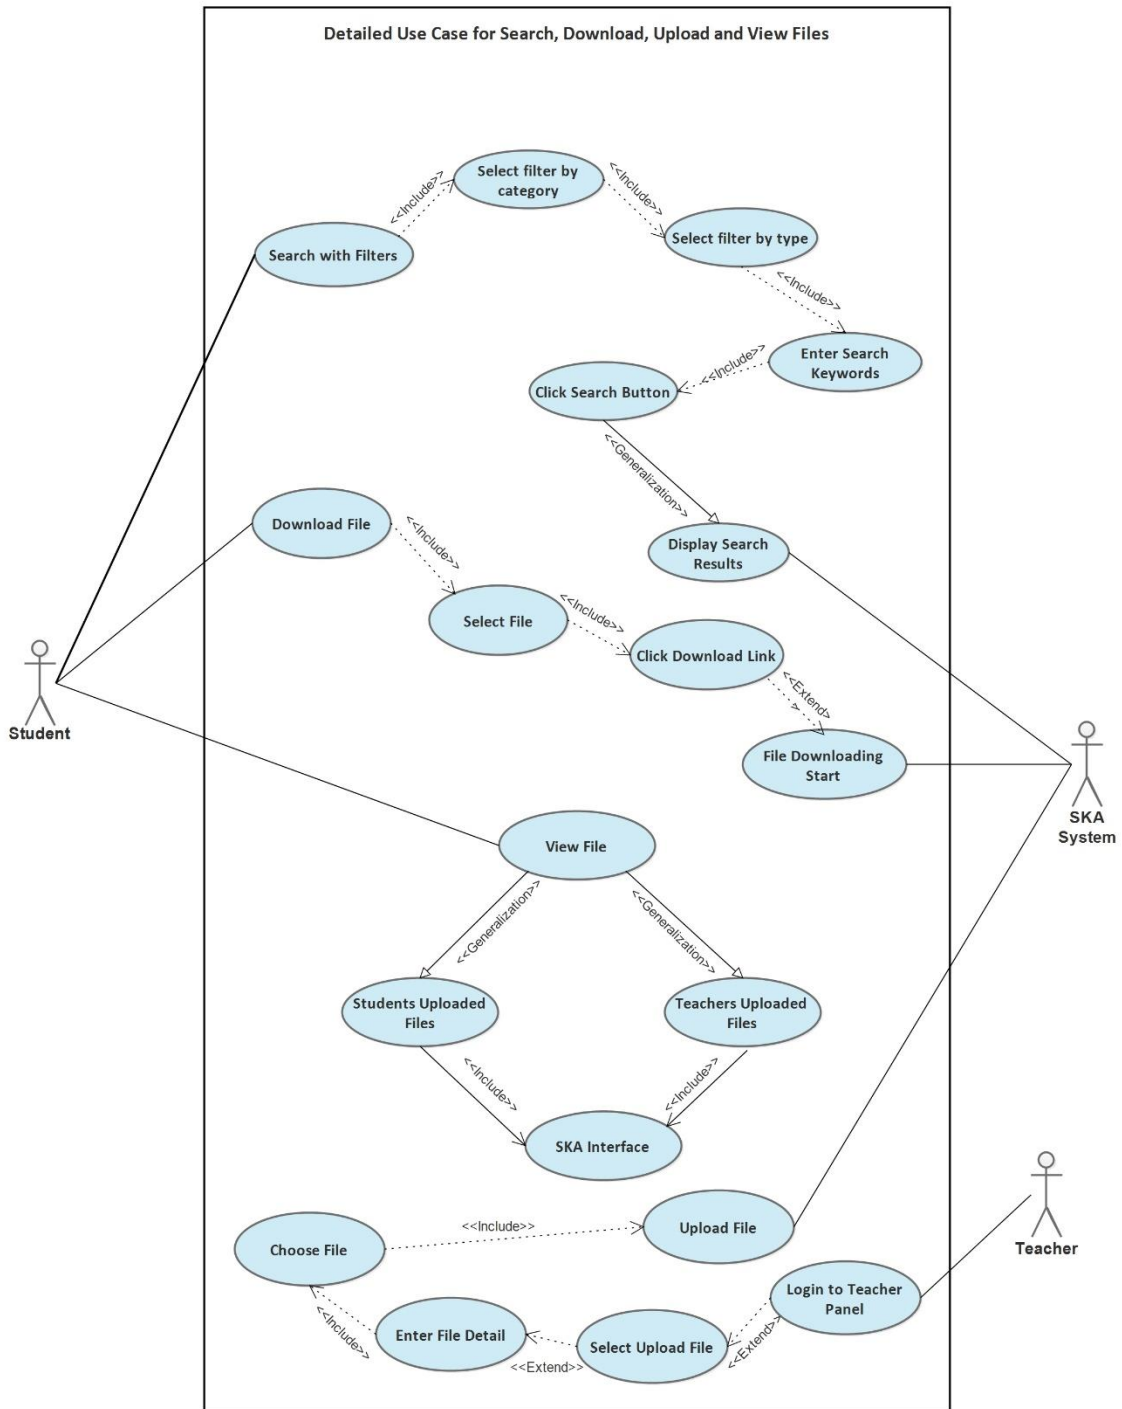 Detailed Use Case for Search, Download, Upload and View Files
Select filter by
category
<<Include>>
<<Include>>
Search with Filters
Select filter by type
<<Include>>
Enter Search
Keywords
<<Include>>
Click Search Button
<<Generalization>>
Display Search
Results
Download File
<<Include>>
Select File
<<Include>>
Click Download Link
<<Extend>
File Downloading
Start
Student
SKA
System
View File
<<Generalization>>
<<Generalization>>
Students Uploaded
Files
Teachers Uploaded
Files
<<Include>>
<<Include>>
SKA Interface
Upload File
<<Include>>
Choose File
Teacher
Login to Teacher
Panel
<<Extend>>
Select Upload File
<<Extend>>
Enter File Detail
<<Include>>